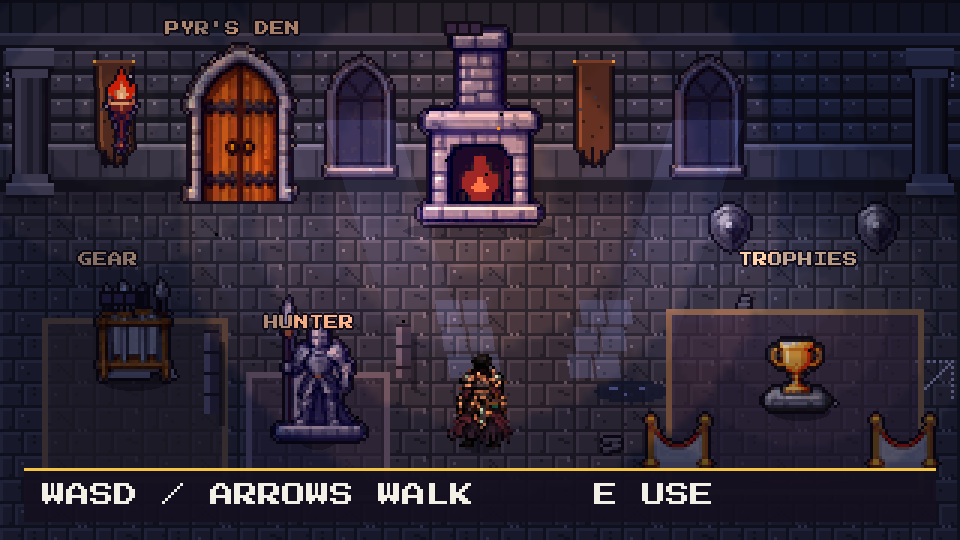 PYR'S DEN
GEAR
TROPHIES
HUNTER
WASD / ARROWS WALK E USE